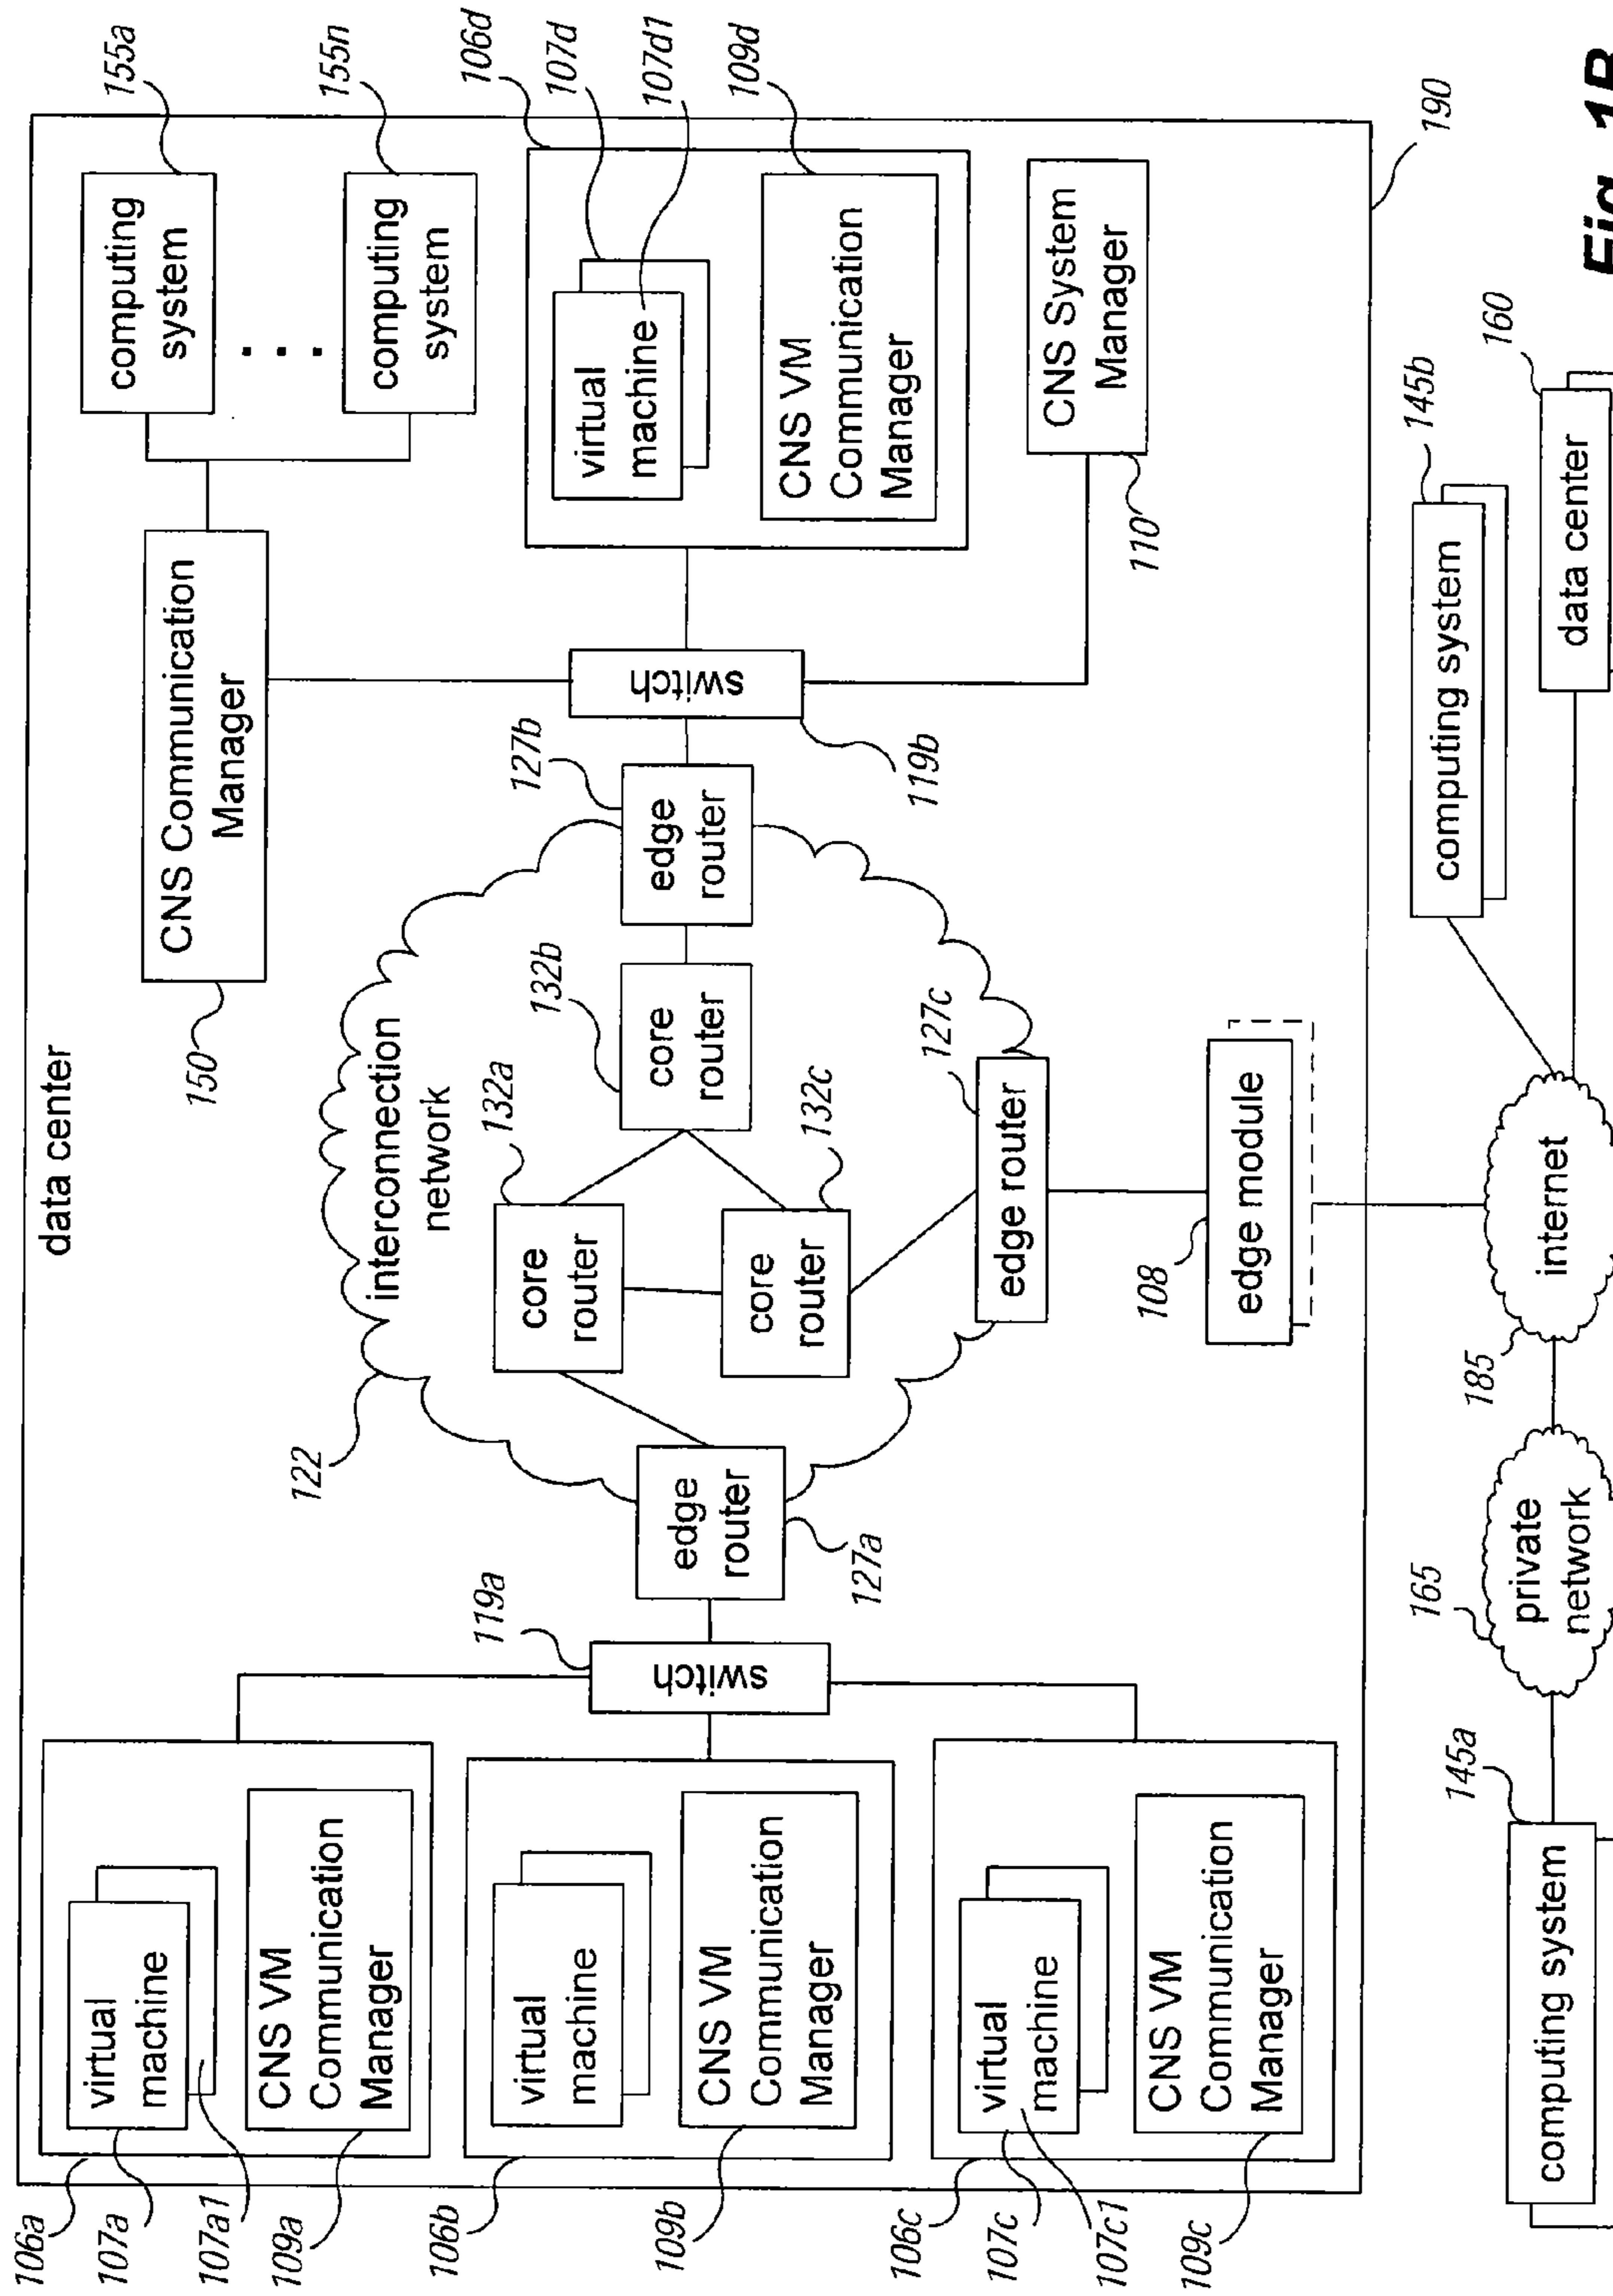 data center
106a
virtual
machine
107a
107a1
CNS VM
Communication
Manager
109a
106b
virtual
machine
CNS VM
Communication
Manager
109b
106c
virtual
machine
107c
107c1
CNS VM
Communication
Manager
109c
switch
119a
edge
router
127a
122
interconnection
network
core
router
132a
core
router
132b
core
router
132c
edge
router
127b
edge router
127c
switch
119b
CNS Communication
Manager
150
computing
system
155a
...
computing
system
155n
106d
virtual
machine
107d
107d1
CNS VM
Communication
Manager
109d
CNS System
Manager
110
edge module
108
190
computing system
145a
private
network
165
internet
185
computing system
145b
data center
160
Fig. 1B